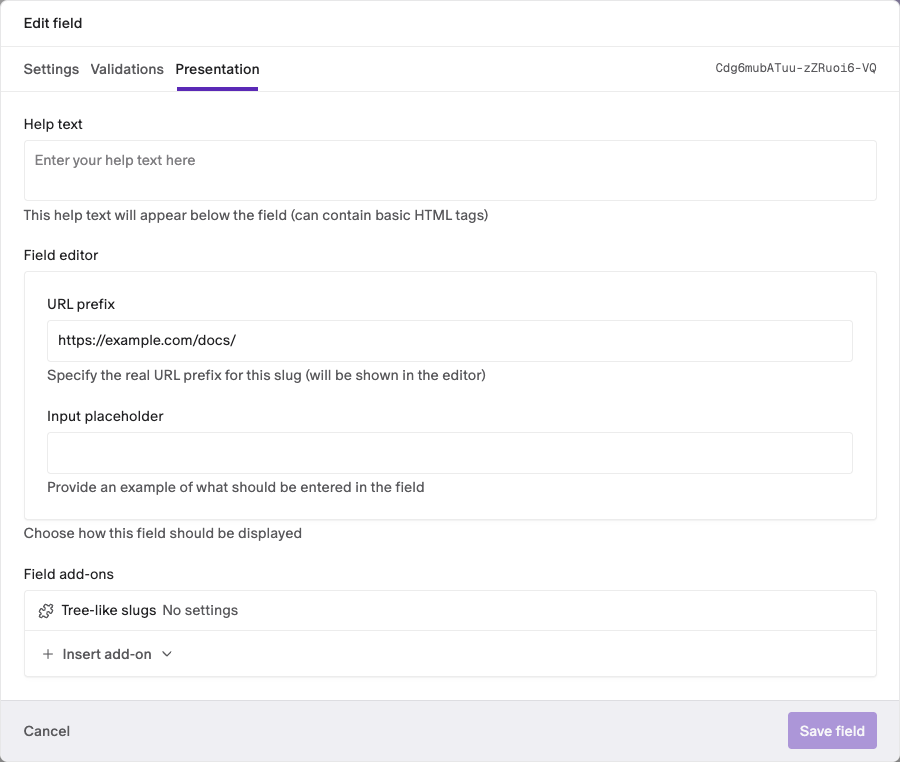 Edit field
Settings Validations Presentation Cdg6mubATuu-zZRuoi6-VQ
Help text
Enter your help text here
This help text will appear below the field (can contain basic HTML tags)
Field editor
URL prefix
https://example.com/docs/
Specify the real URL prefix for this slug (will be shown in the editor)
Input placeholder
Provide an example of what should be entered in the field
Choose how this field should be displayed
Field add-ons
Tree-like slugs No settings
Insert add-on
Cancel Save field